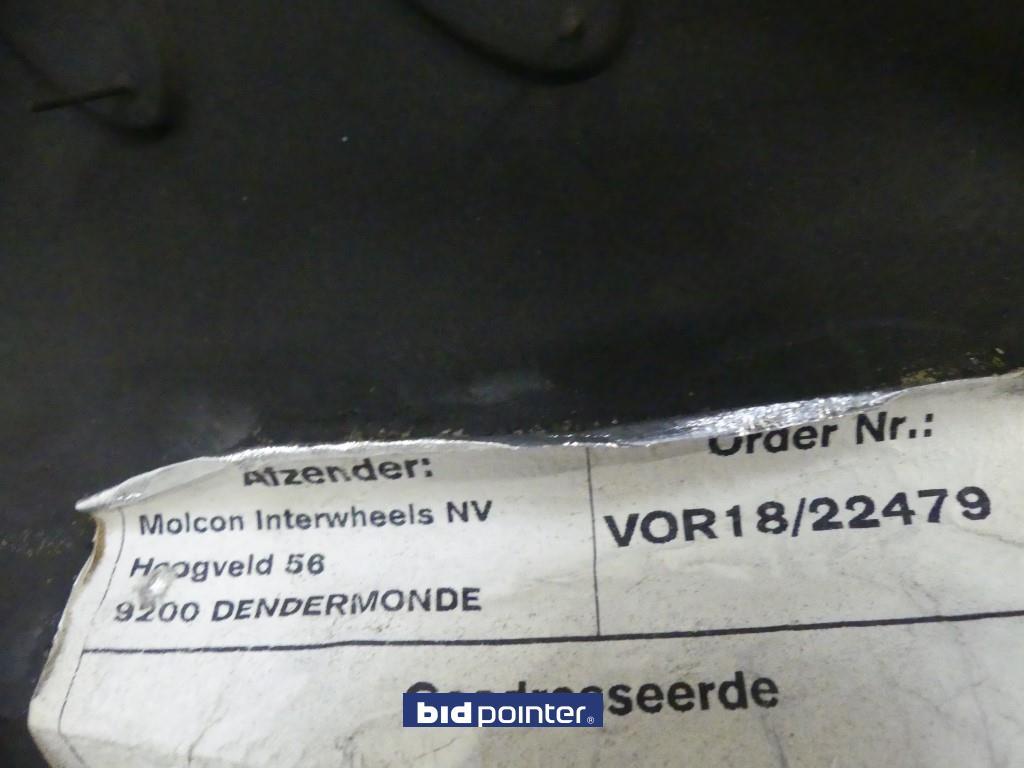 Afzender:
Order Nr.:
Molcon Interwheels NV
VOR18/22479
Hoogveld 56
9200 DENDERMONDE
Geadresseerde
bidpointer®